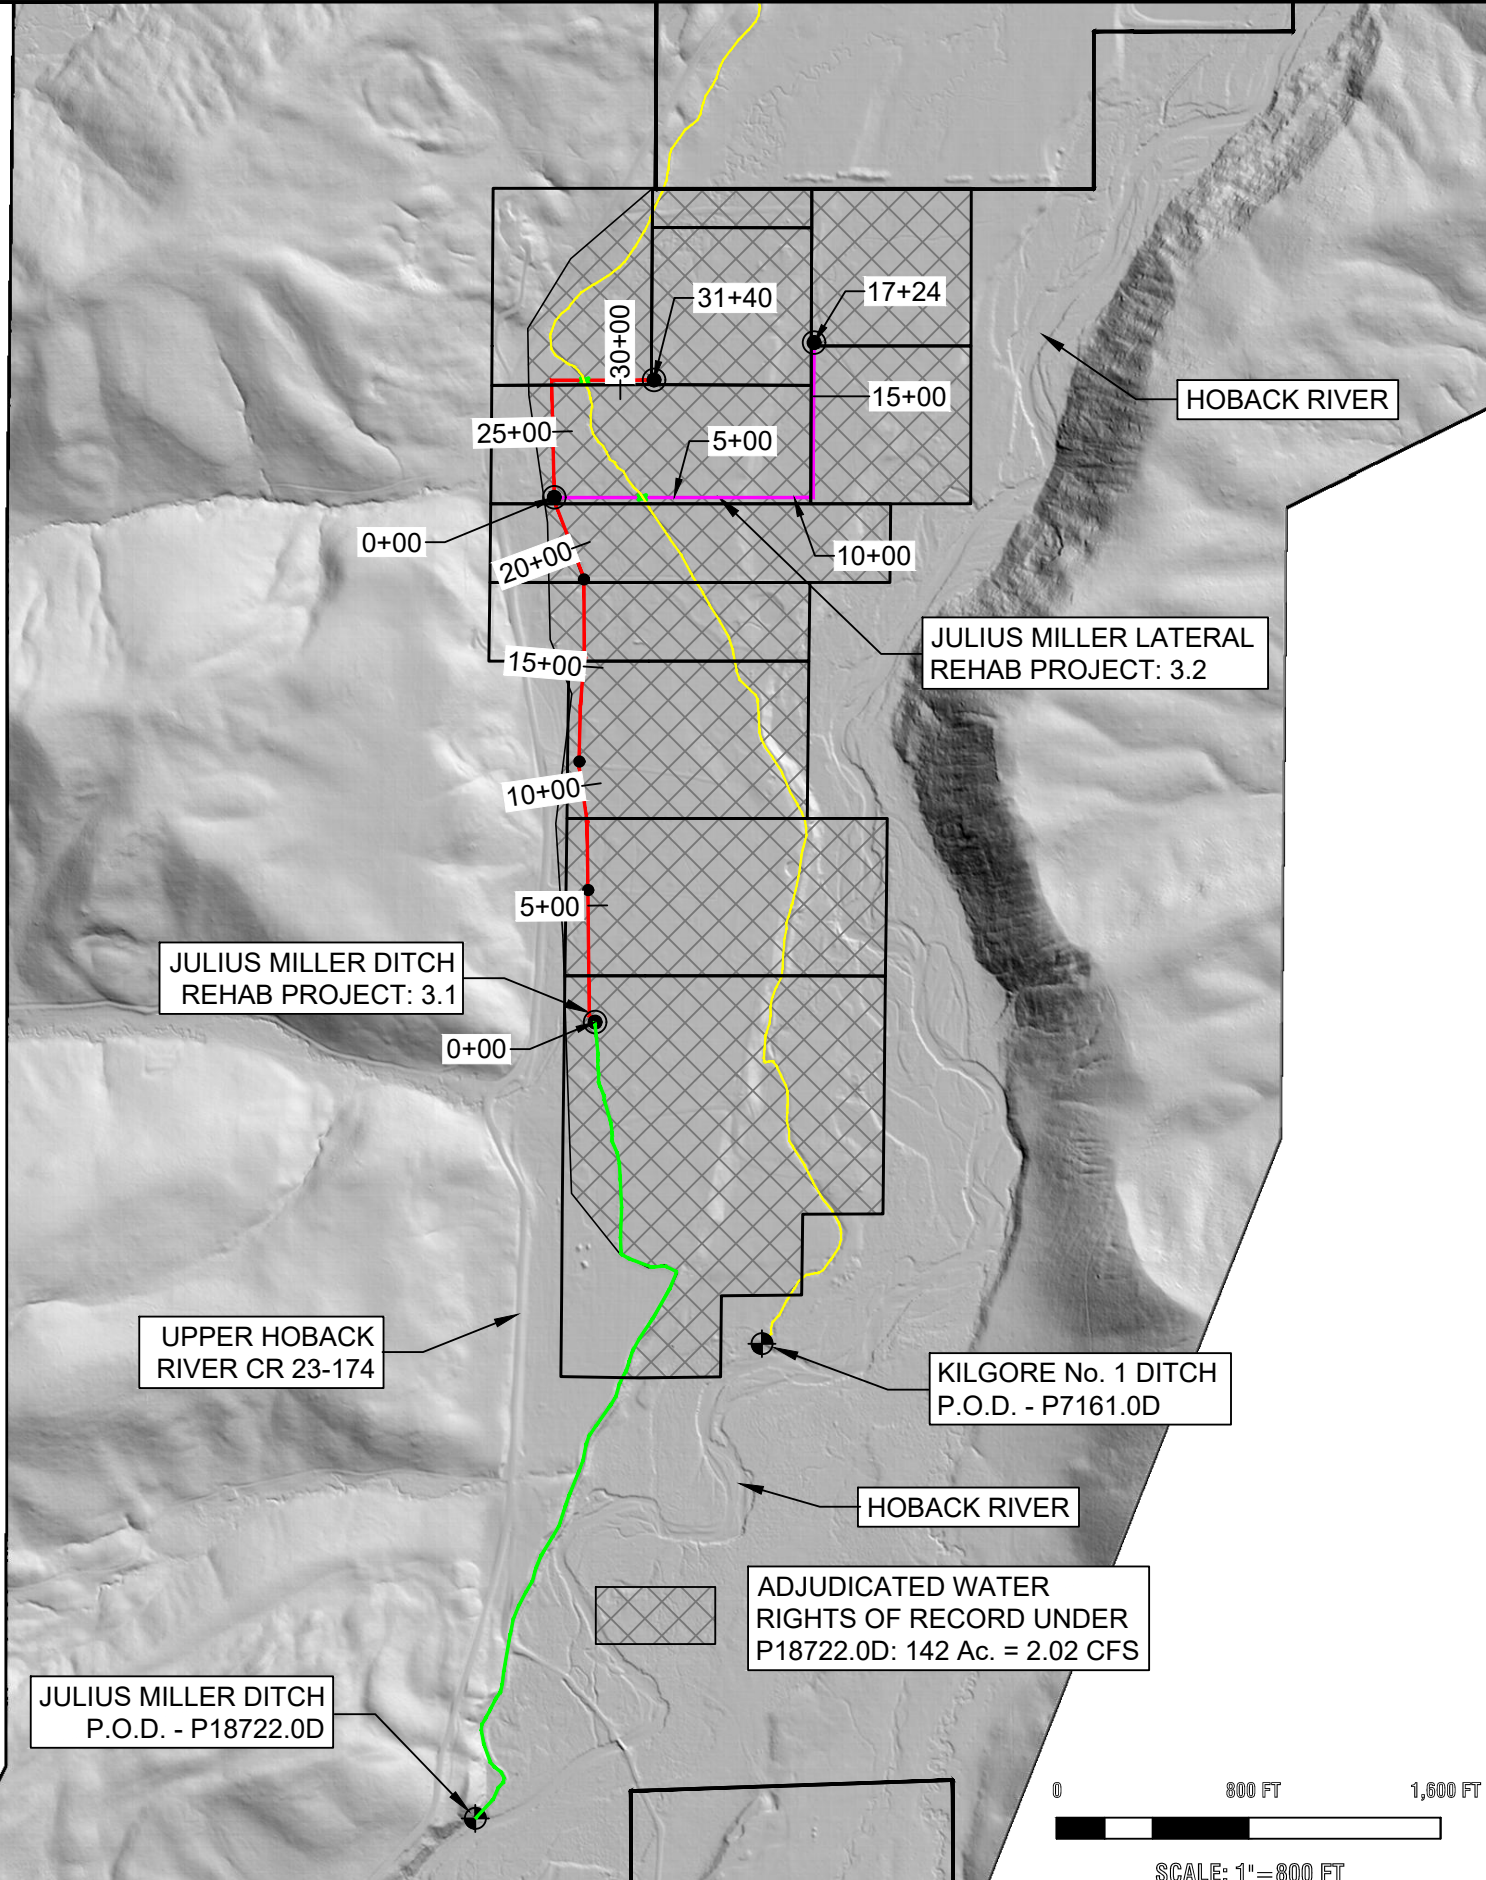 31+40
17+24
30+00
15+00
HOBACK RIVER
25+00
5+00
0+00
20+00
10+00
JULIUS MILLER LATERAL
REHAB PROJECT: 3.2
15+00
10+00
5+00
JULIUS MILLER DITCH
REHAB PROJECT: 3.1
0+00
UPPER HOBACK
RIVER CR 23-174
KILGORE No. 1 DITCH
P.O.D. - P7161.0D
HOBACK RIVER
ADJUDICATED WATER
RIGHTS OF RECORD UNDER
P18722.0D: 142 Ac. = 2.02 CFS
JULIUS MILLER DITCH
P.O.D. - P18722.0D
0 800 FT 1,600 FT
SCALE: 1"=800 FT